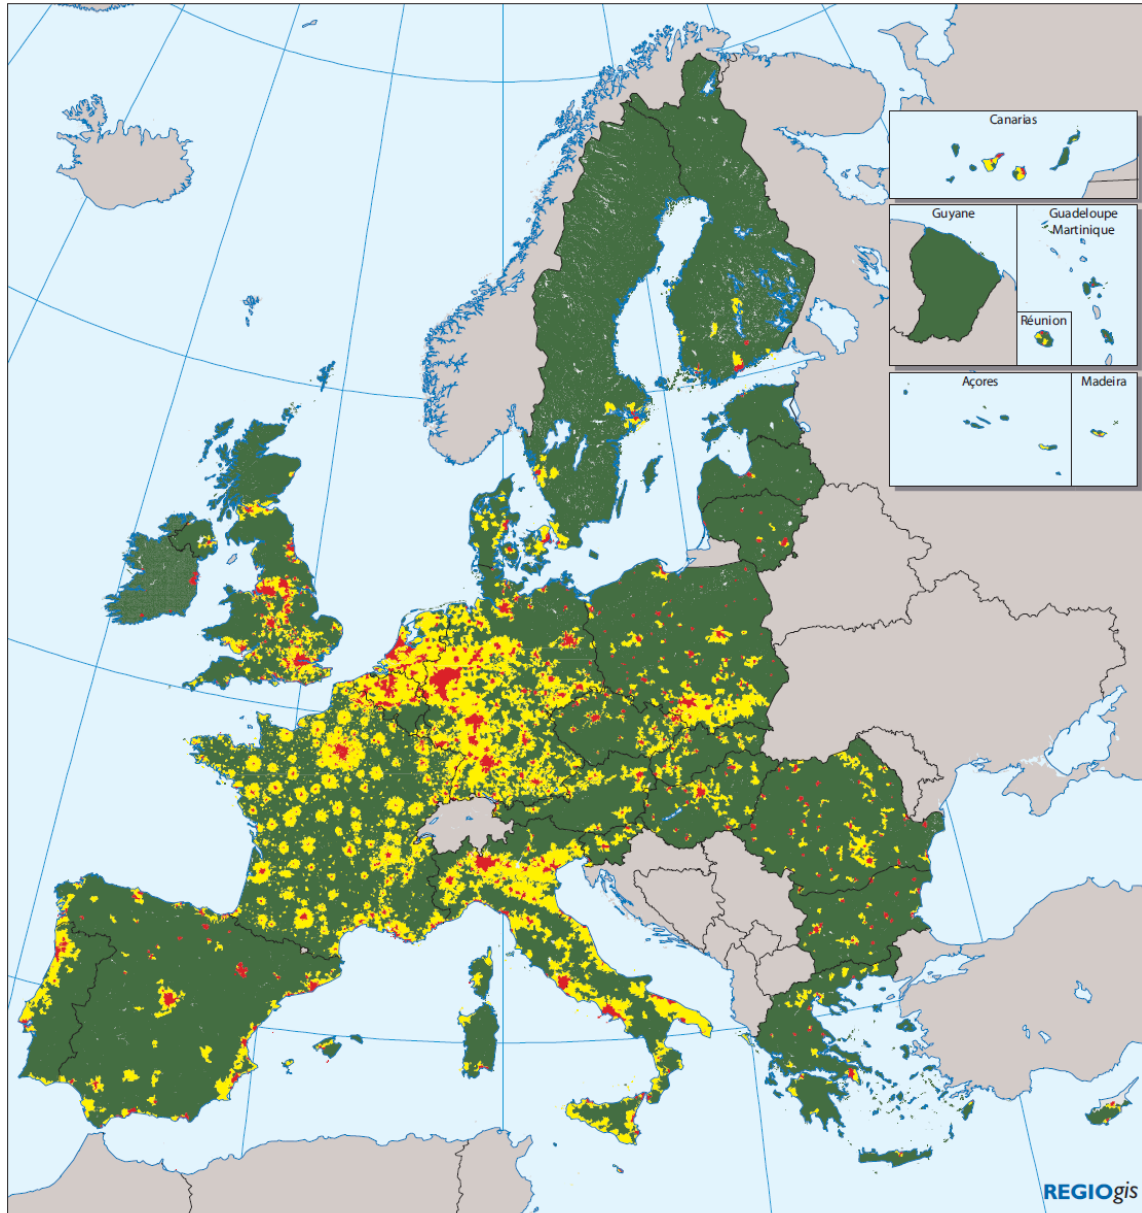 Canarias
Guyane
Guadeloupe
Martinique
Réunion
Açores
Madeira
REGIOgis